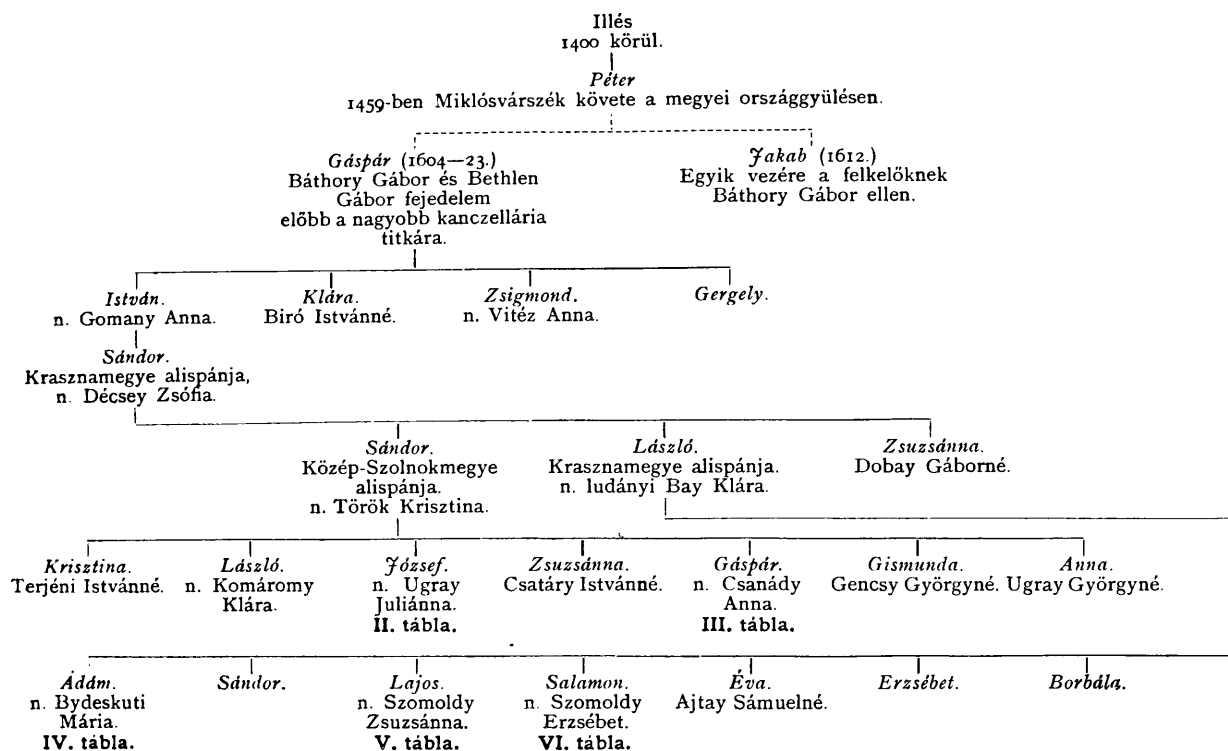 Illés
1400 körül.
Péter
1459-ben Miklósvárszék követe a megyei országgyülésen.
Gáspár (1604—23.)
Báthory Gábor és Bethlen
Gábor fejedelem
előbb a nagyobb kanczellária
titkára.
Jakab (1612.)
Egyik vezére a felkelőknek
Báthory Gábor ellen.
István.
n. Gomany Anna.
Klára.
Biró Istvánné.
Zsigmond.
n. Vitéz Anna.
Gergely.
Sándor.
Krasznamegye alispánja,
n. Décsey Zsófia.
Sándor.
Közép-Szolnokmegye
alispánja.
n. Török Krisztina.
László.
Krasznamegye alispánja.
n. ludányi Bay Klára.
Zsuzsánna.
Dobay Gáborné.
Krisztina.
Terjéni Istvánné.
László.
n. Komáromy
Klára.
József.
n. Ugray
Juliánna.
II. tábla.
Zsuzsánna.
Csatáry Istvánné.
Gáspár.
n. Csanády
Anna.
III. tábla.
Gismunda.
Gencsy Györgyné.
Anna.
Ugray Györgyné.
Ádám.
n. Bydeskuti
Mária.
IV. tábla.
Sándor.
Lajos.
n. Szomoldy
Zsuzsánna.
V. tábla.
Salamon.
n. Szomoldy
Erzsébet.
VI. tábla.
Éva.
Ajtay Sámuelné.
Erzsébet.
Borbála.